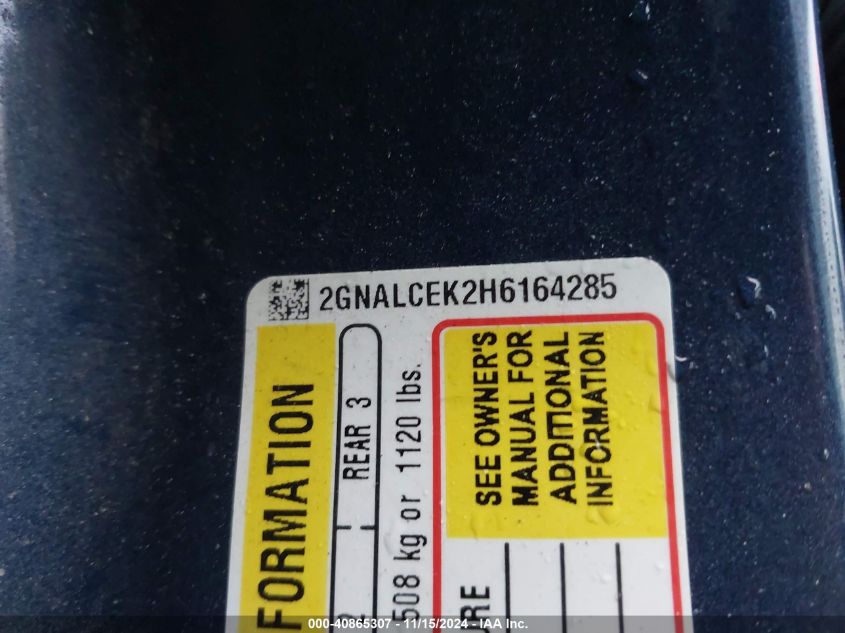 2GNALCEK2H6164285
FORMATION
REAR 3
508 kg or 1120 lbs.
SEE OWNER'S
MANUAL FOR
ADDITIONAL
INFORMATION
000-40865307 - 11/15/2024 - IAA Inc.